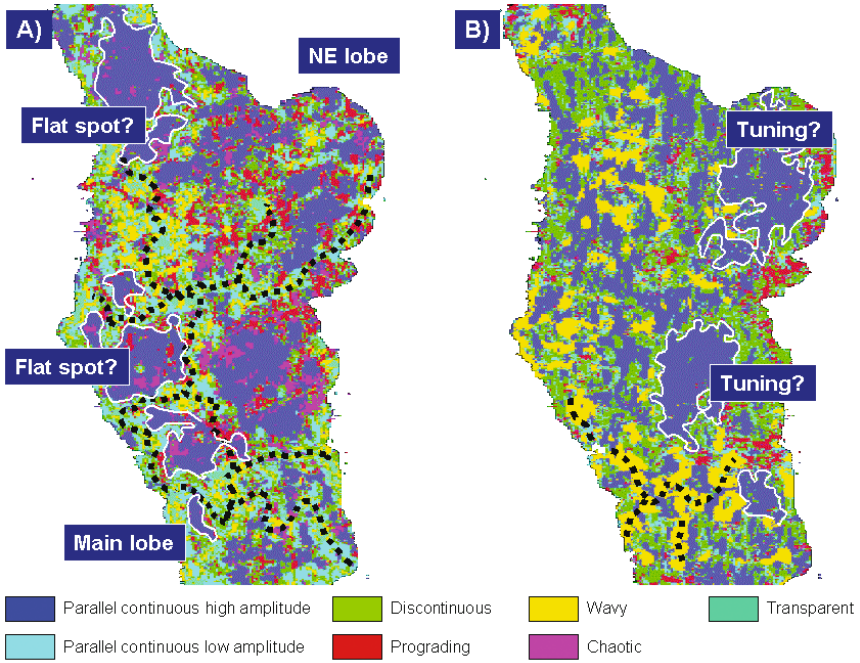 A)
B)
NE lobe
Flat spot?
Tuning?
Flat spot?
Tuning?
Main lobe
Parallel continuous high amplitude
Discontinuous
Wavy
Transparent
Parallel continuous low amplitude
Prograding
Chaotic